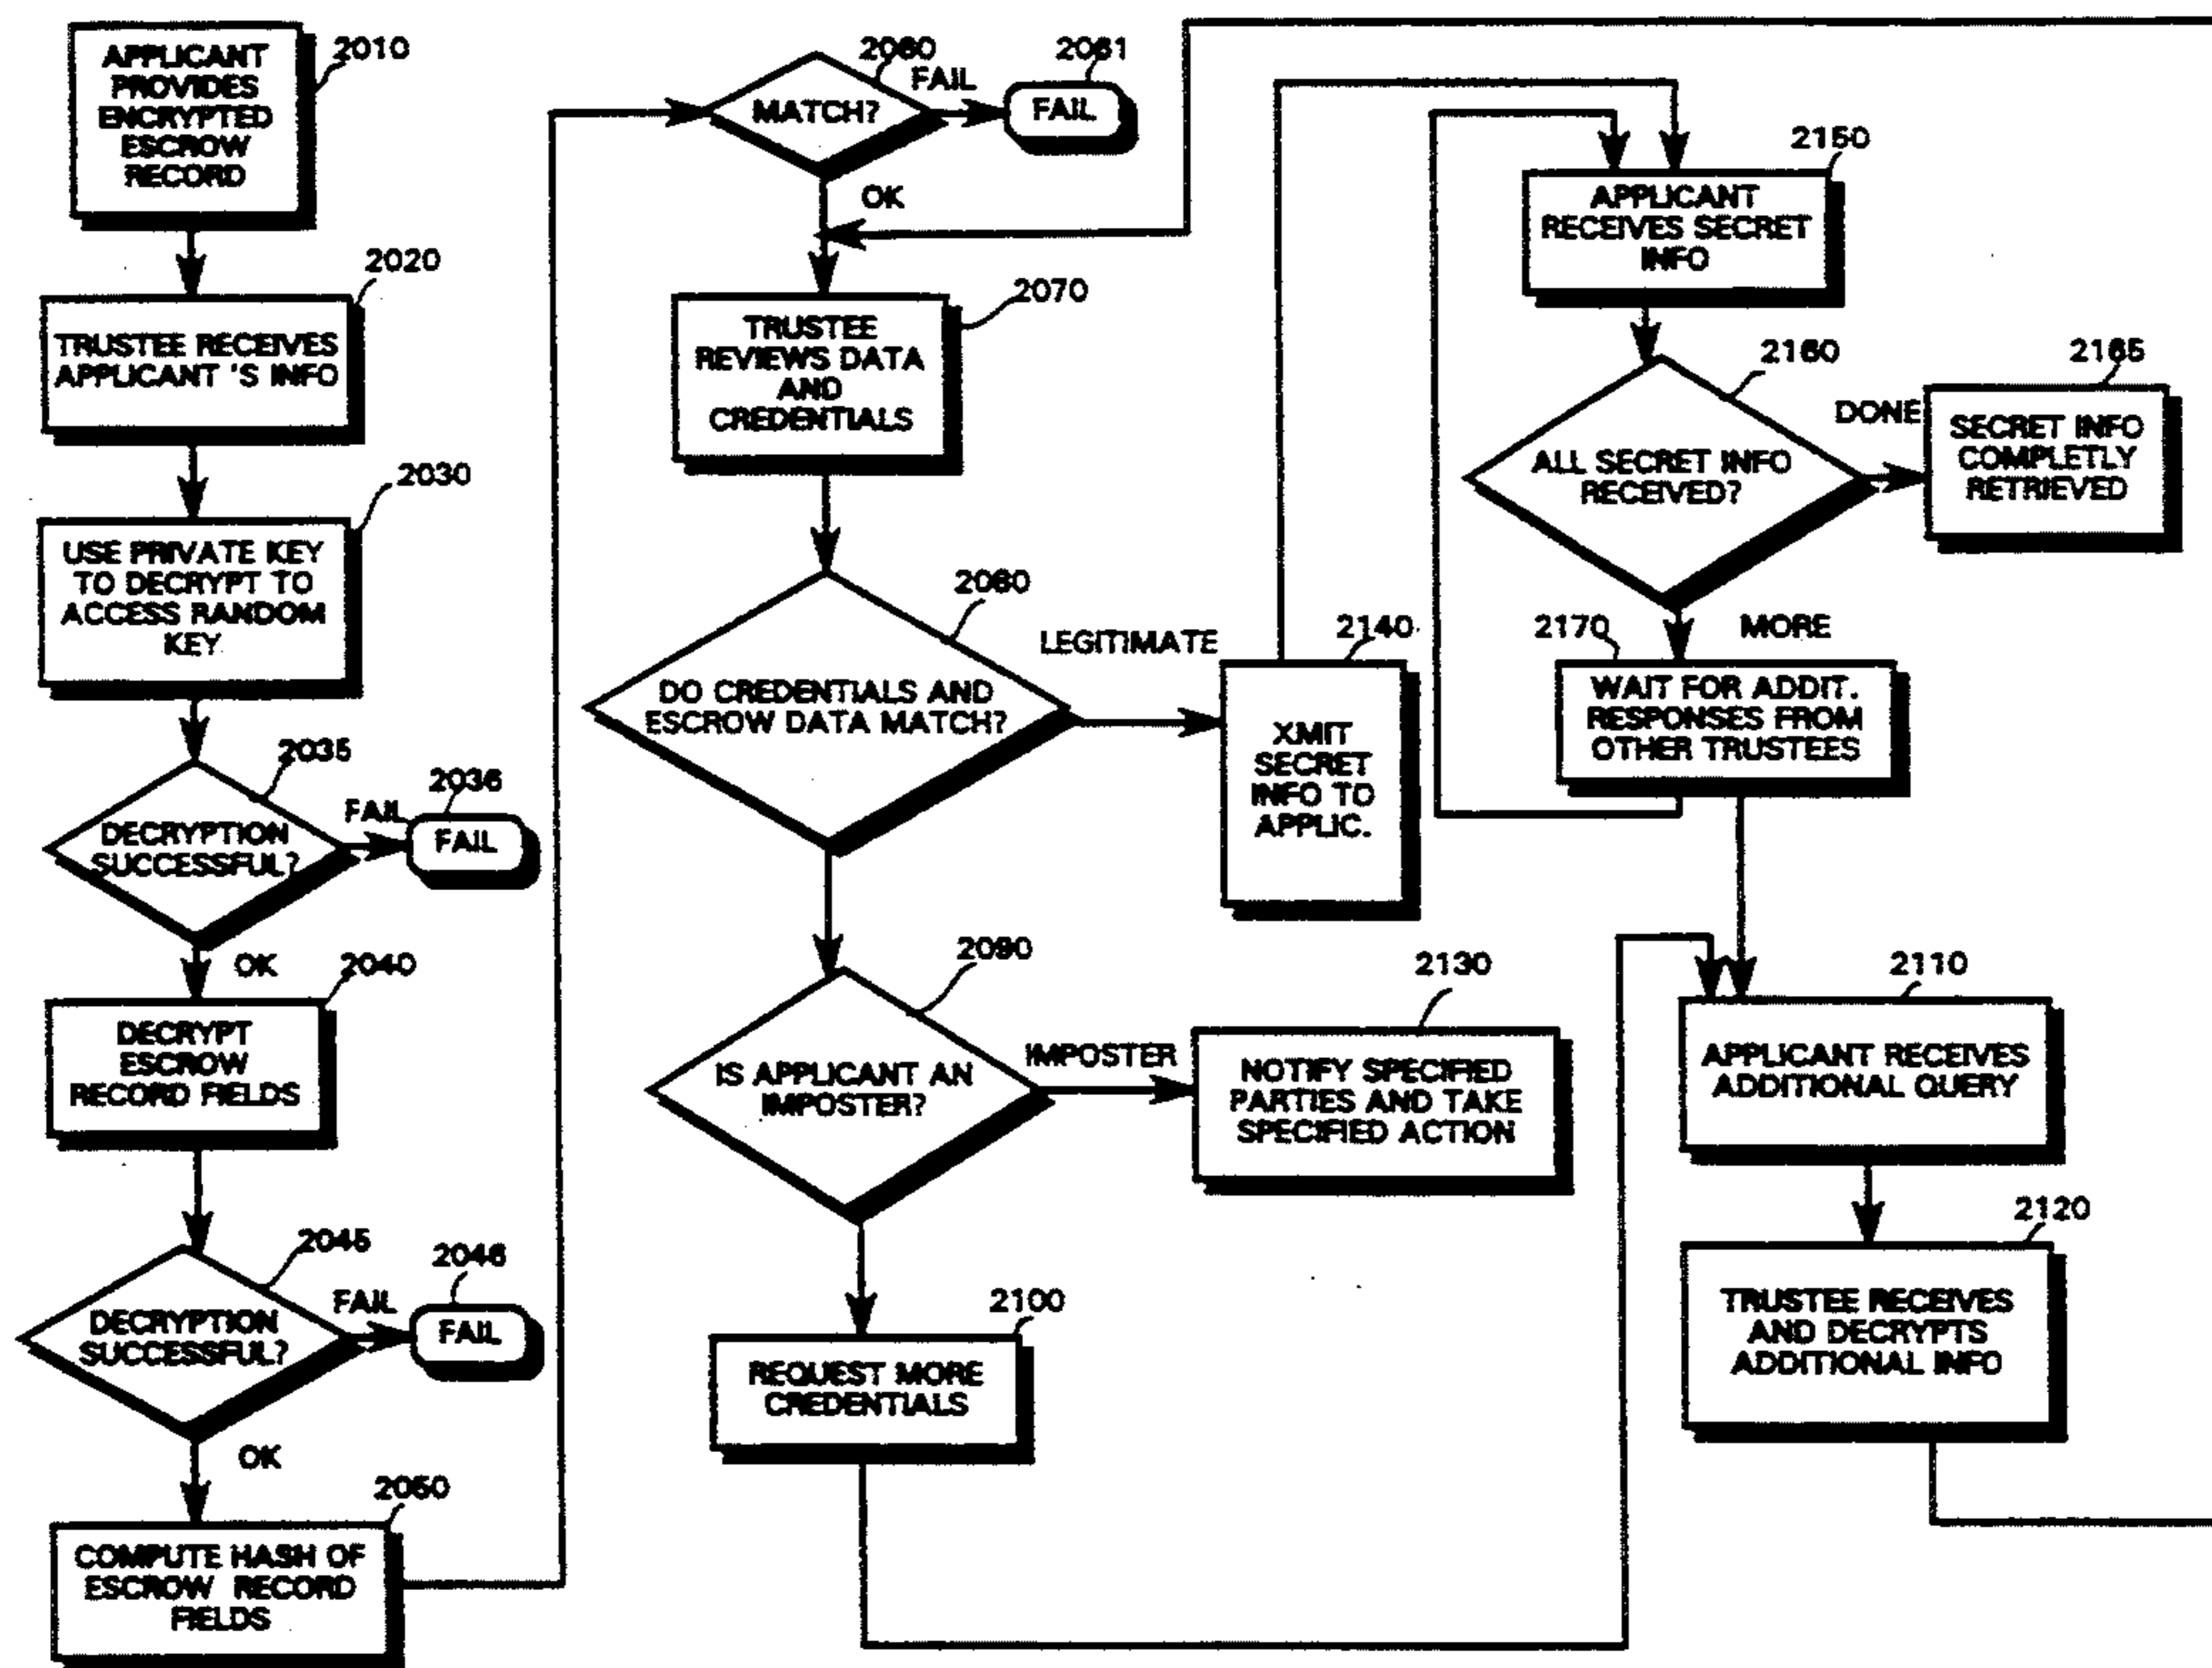 APPLICANT
PROVIDES
ENCRYPTED
ESCROW
RECORD
2010
TRUSTEE RECEIVES
APPLICANT 'S INFO
2020
USE PRIVATE KEY
TO DECRYPT TO
ACCESS RANDOM
KEY
2030
DECRYPTION
SUCCESSFUL?
2035
FAIL
2036
FAIL
OK
DECRYPT
ESCROW
RECORD FIELDS
2040
DECRYPTION
SUCCESSFUL?
2045
FAIL
2046
FAIL
OK
COMPUTE HASH OF
ESCROW RECORD
FIELDS
2050
MATCH?
2060
FAIL
2061
FAIL
OK
TRUSTEE
REVIEWS DATA
AND
CREDENTIALS
2070
DO CREDENTIALS AND
ESCROW DATA MATCH?
2080
LEGITIMATE
2140
XMIT
SECRET
INFO TO
APPLIC.
IS APPLICANT AN
IMPOSTER?
2090
IMPOSTER
2130
NOTIFY SPECIFIED
PARTIES AND TAKE
SPECIFIED ACTION
REQUEST MORE
CREDENTIALS
2100
2150
APPLICANT
RECEIVES SECRET
INFO
2160
ALL SECRET INFO
RECEIVED?
DONE
2165
SECRET INFO
COMPLETLY
RETRIEVED
MORE
2170
WAIT FOR ADDIT.
RESPONSES FROM
OTHER TRUSTEES
2110
APPLICANT RECEIVES
ADDITIONAL QUERY
2120
TRUSTEE RECEIVES
AND DECRYPTS
ADDITIONAL INFO